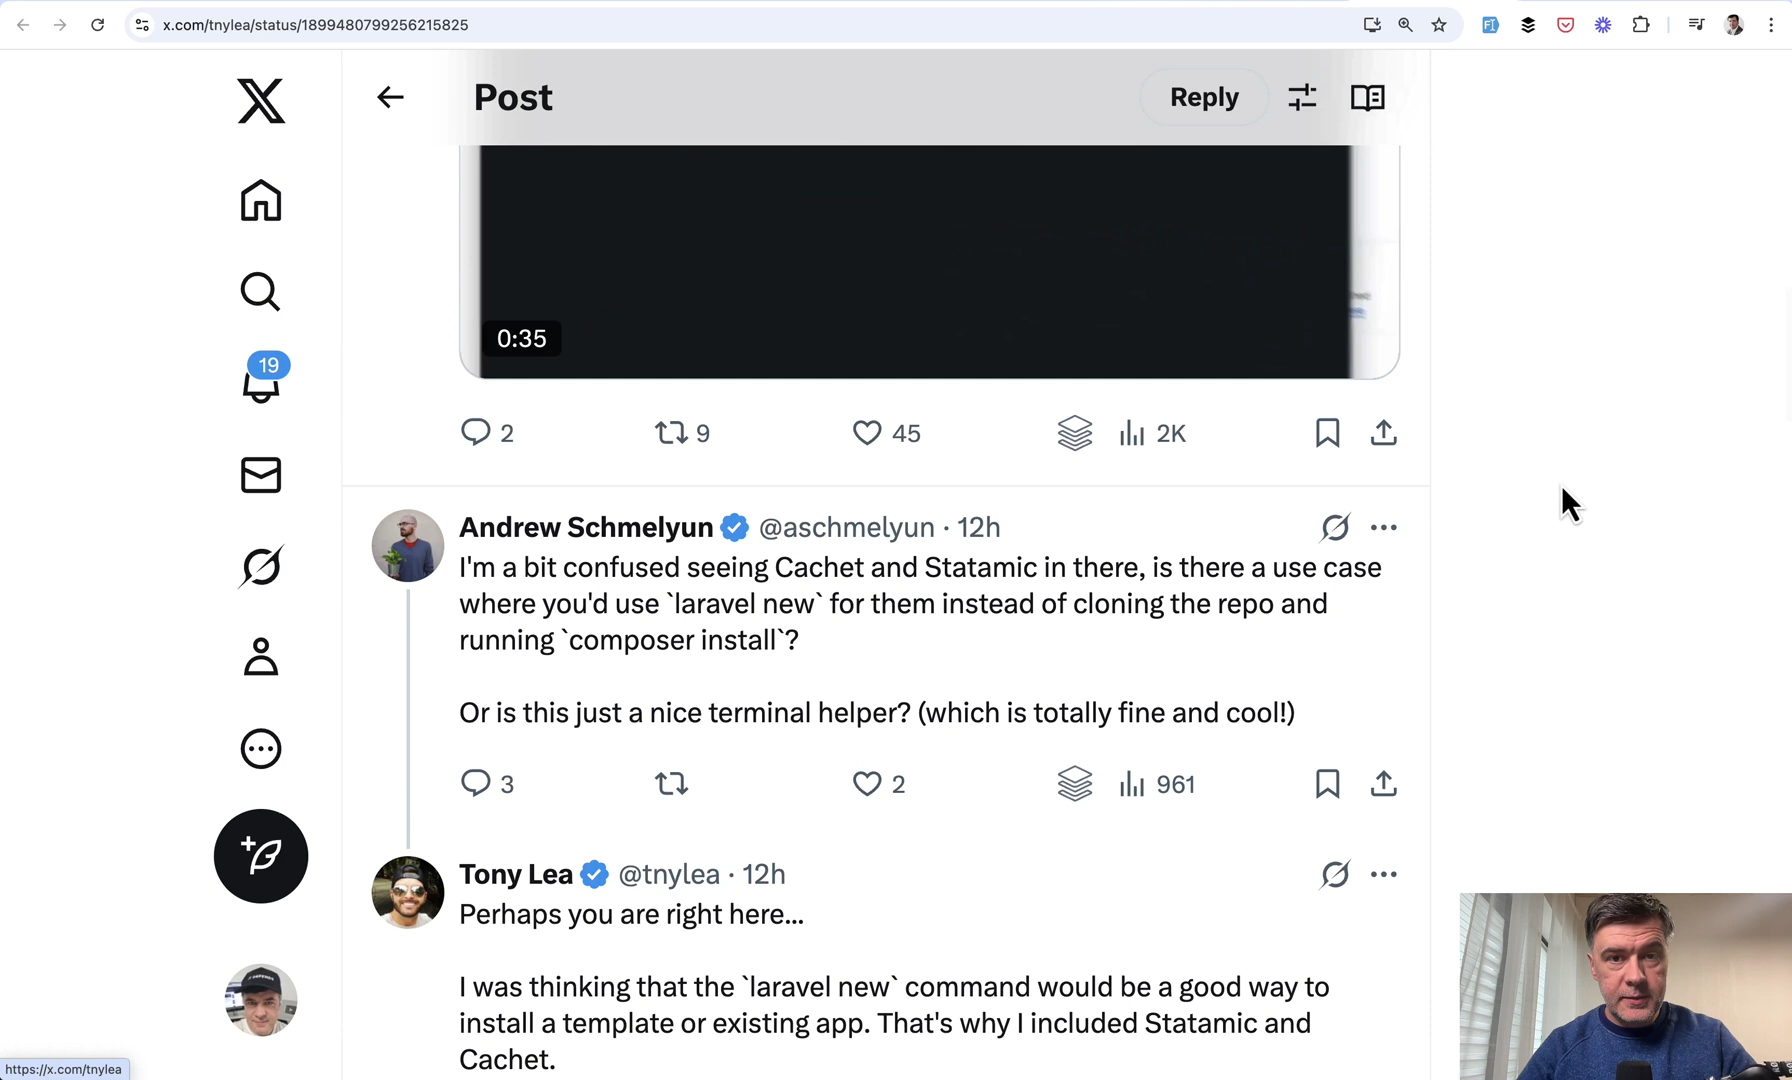 x.com/tnylea/status/1899480799256215825
Post
Reply
0:35
19
2
9
45
2K
Andrew Schmelyun @aschmelyun · 12h
I'm a bit confused seeing Cachet and Statamic in there, is there a use case
where you'd use `laravel new` for them instead of cloning the repo and
running `composer install`?
Or is this just a nice terminal helper? (which is totally fine and cool!)
3
2
961
Tony Lea @tnylea · 12h
Perhaps you are right here...
I was thinking that the `laravel new` command would be a good way to
install a template or existing app. That's why I included Statamic and
Cachet.
https://x.com/tnylea